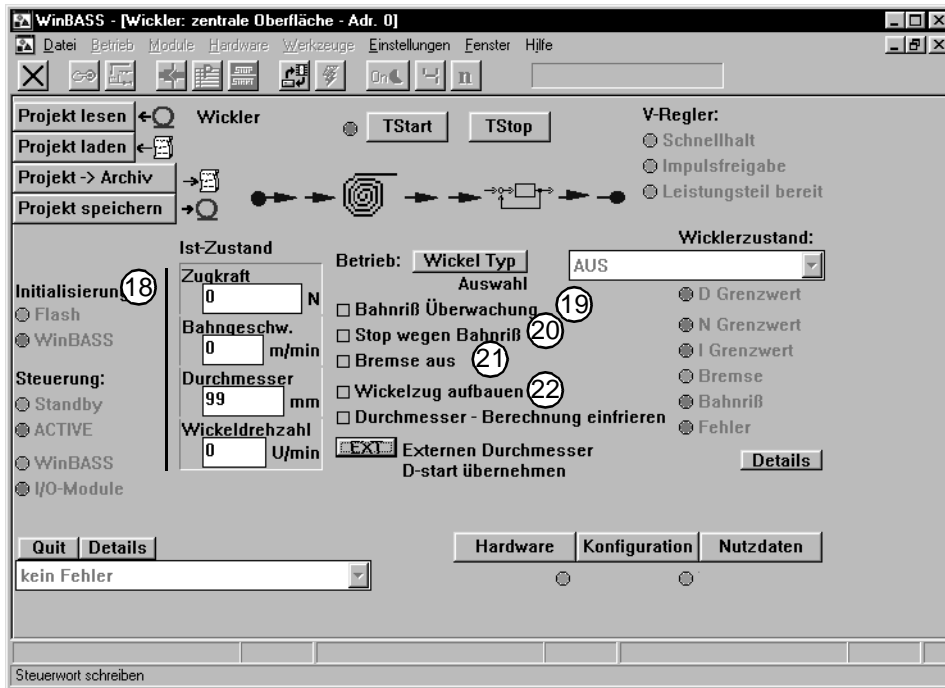 WinBASS - [Wickler: zentrale Oberfläche - Adr. 0]
Datei Betrieb Module Hardware Werkzeuge Einstellungen Fenster Hilfe
On n
Projekt lesen
Projekt laden
Projekt -> Archiv
Projekt speichern
Wickler
TStart TStop
V-Regler:
Schnellhalt
Impulsfreigabe
Leistungsteil bereit
Initialisierung 18
Flash
WinBASS
Steuerung:
Standby
ACTIVE
WinBASS
I/O-Module
Ist-Zustand
Zugkraft
0 N
Bahngeschw.
0 m/min
Durchmesser
99 mm
Wickeldrehzahl
0 U/min
Betrieb: Wickel Typ
Auswahl
Bahnriß Überwachung 19
Stop wegen Bahnriß 20
Bremse aus 21
Wickelzug aufbauen 22
Durchmesser - Berechnung einfrieren
EXT Externen Durchmesser
D-start übernehmen
Wicklerzustand:
AUS
D Grenzwert
N Grenzwert
I Grenzwert
Bremse
Bahnriß
Fehler
Details
Quit Details
kein Fehler
Hardware Konfiguration Nutzdaten
Steuerwort schreiben